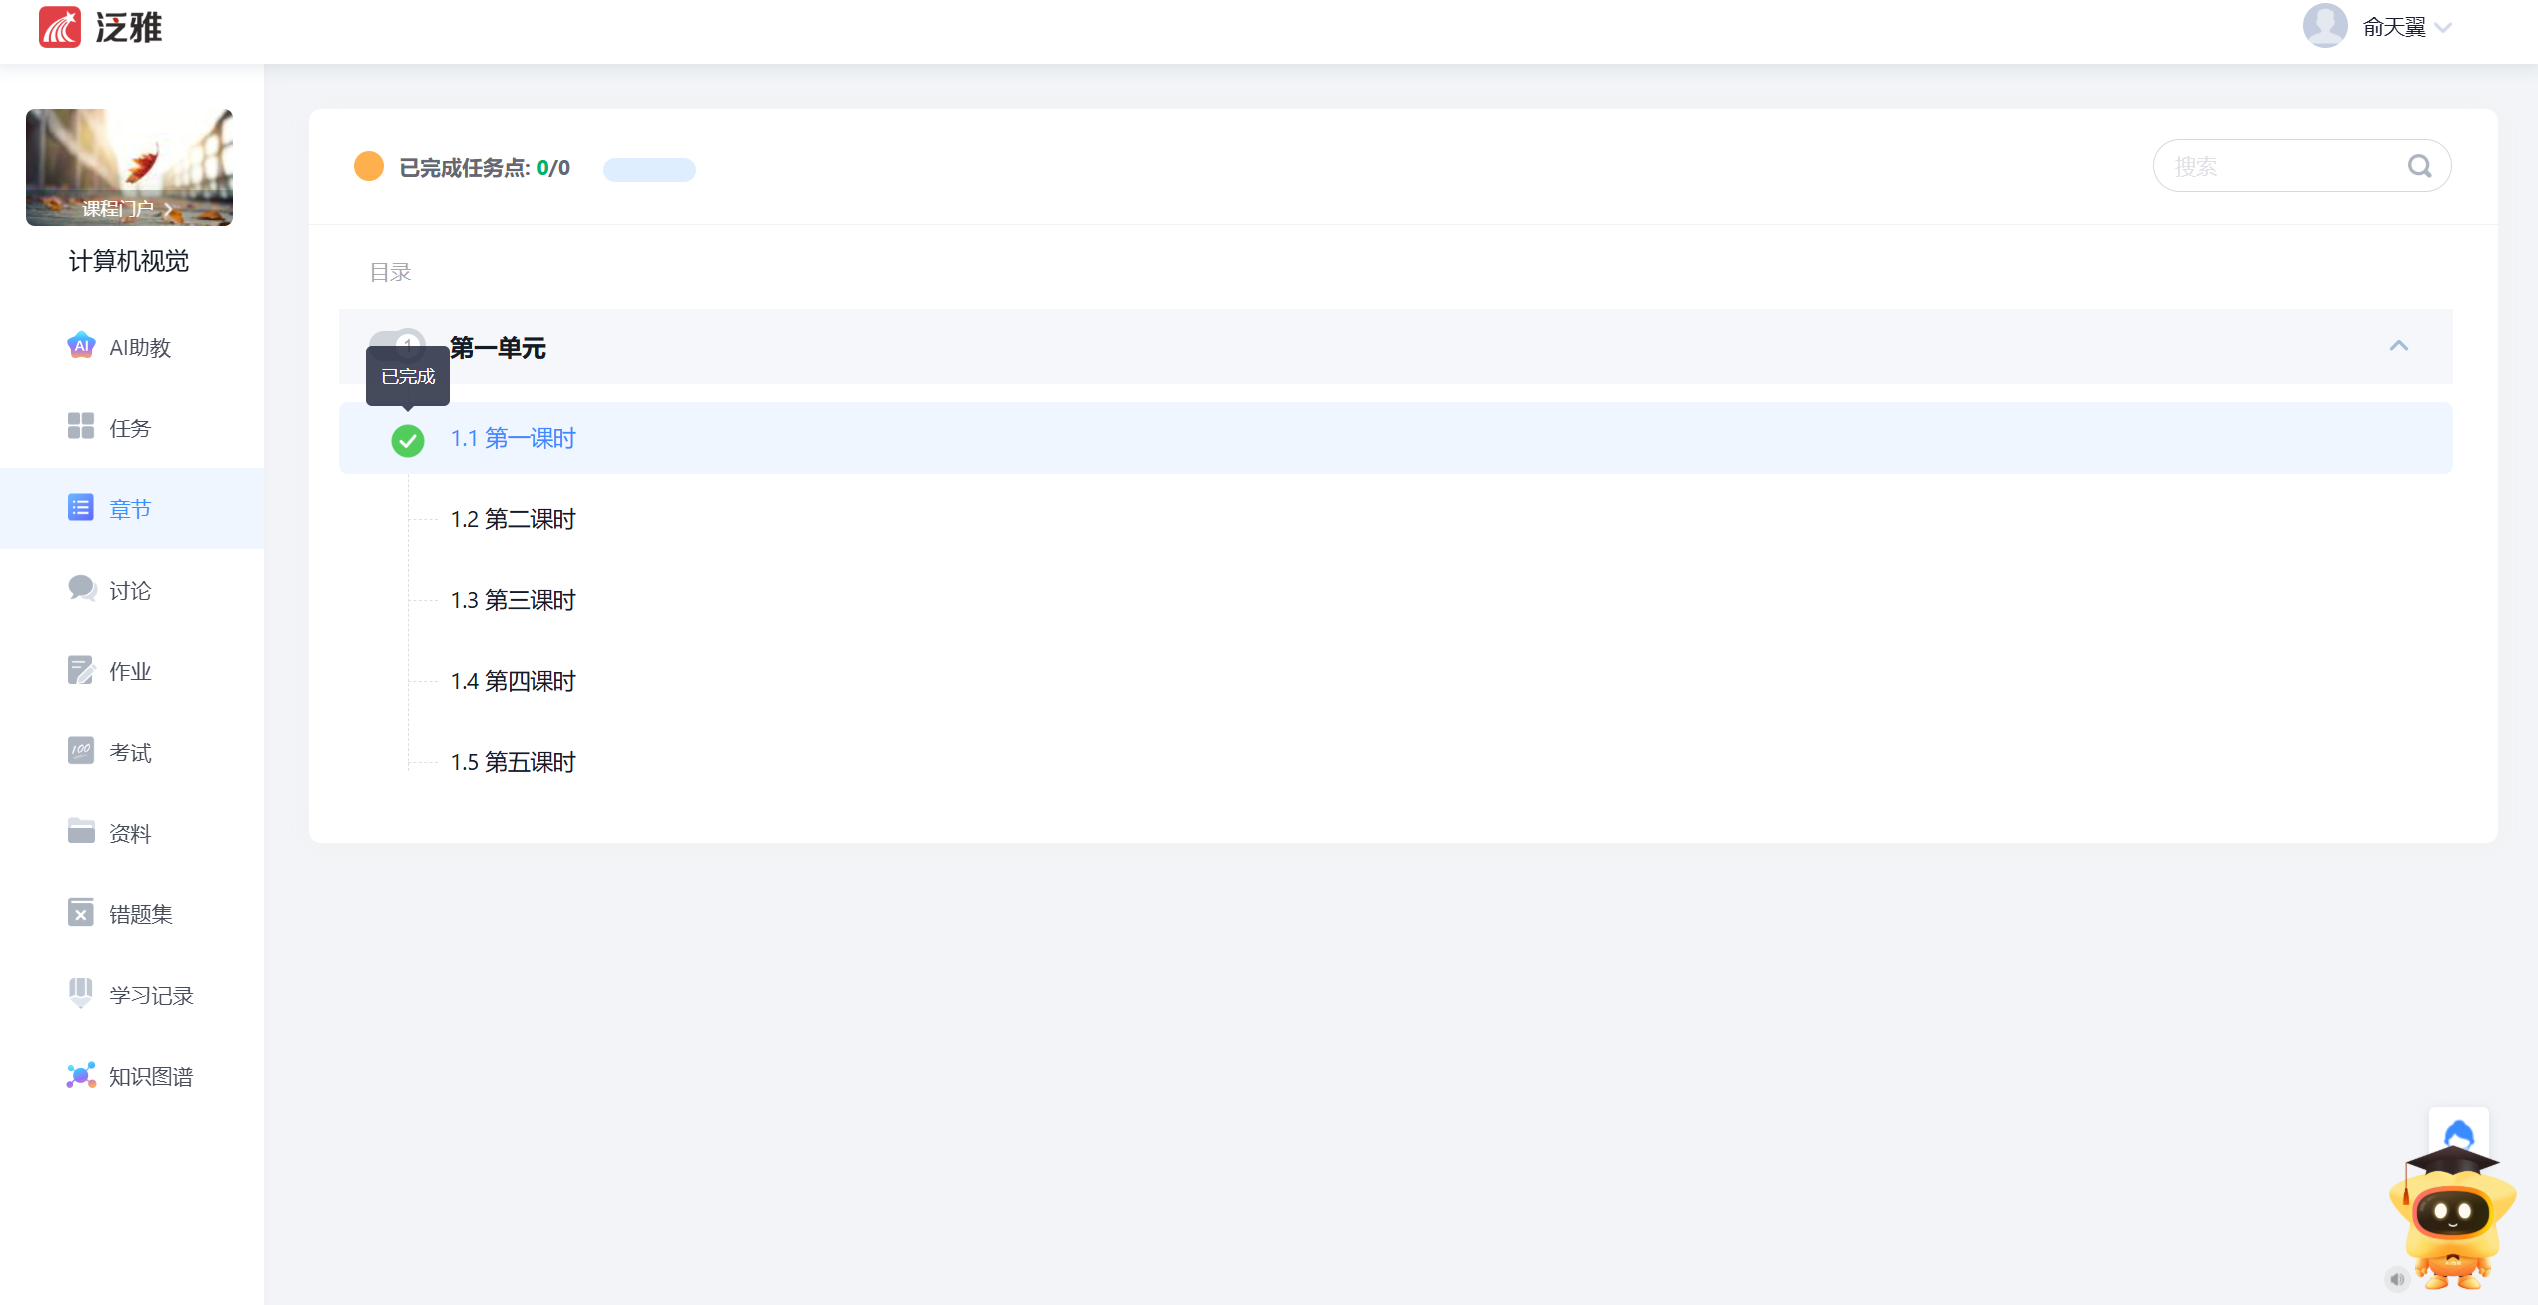 泛雅
俞天翼
课程门户
计算机视觉
AI助教
任务
章节
讨论
作业
考试
资料
错题集
学习记录
知识图谱
已完成任务点: 0/0
搜索
目录
1 第一单元
已完成
1.1 第一课时
1.2 第二课时
1.3 第三课时
1.4 第四课时
1.5 第五课时